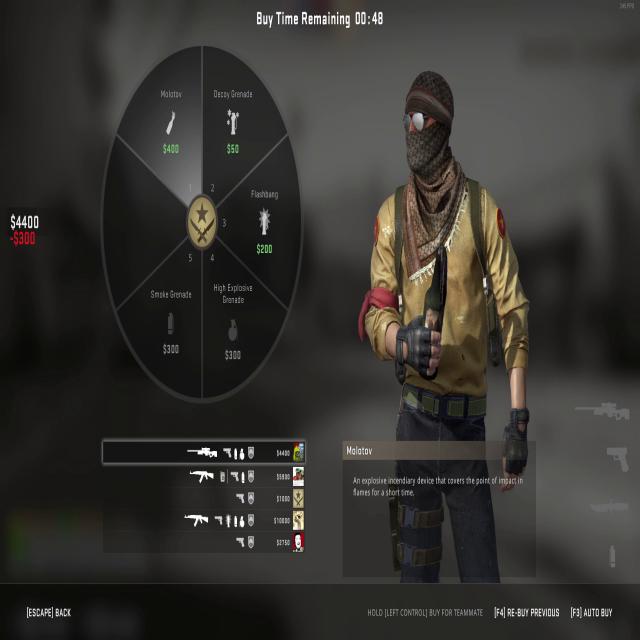 Buy Time Remaining 00:48
Molotov
$400
1
Decoy Grenade
$50
2
Flashbang
$200
3
High Explosive
Grenade
$300
4
Smoke Grenade
$300
5
$4400
-$300
$4400
$5900
$1000
$10000
$2750
Molotov
An explosive incendiary device that covers the point of impact in
flames for a short time.
[ESCAPE] BACK
HOLD [LEFT CONTROL] BUY FOR TEAMMATE
[F4] RE-BUY PREVIOUS
[F3] AUTO BUY